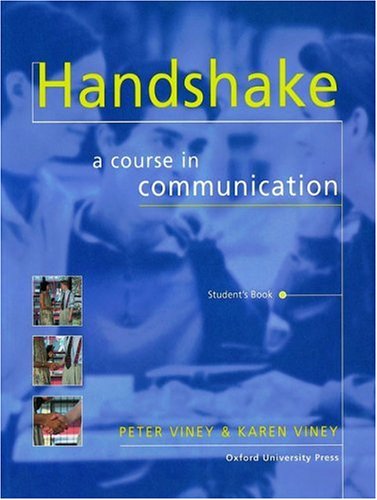 Handshake
a course in
communication
Student's Book
PETER VINEY & KAREN VINEY
Oxford University Press